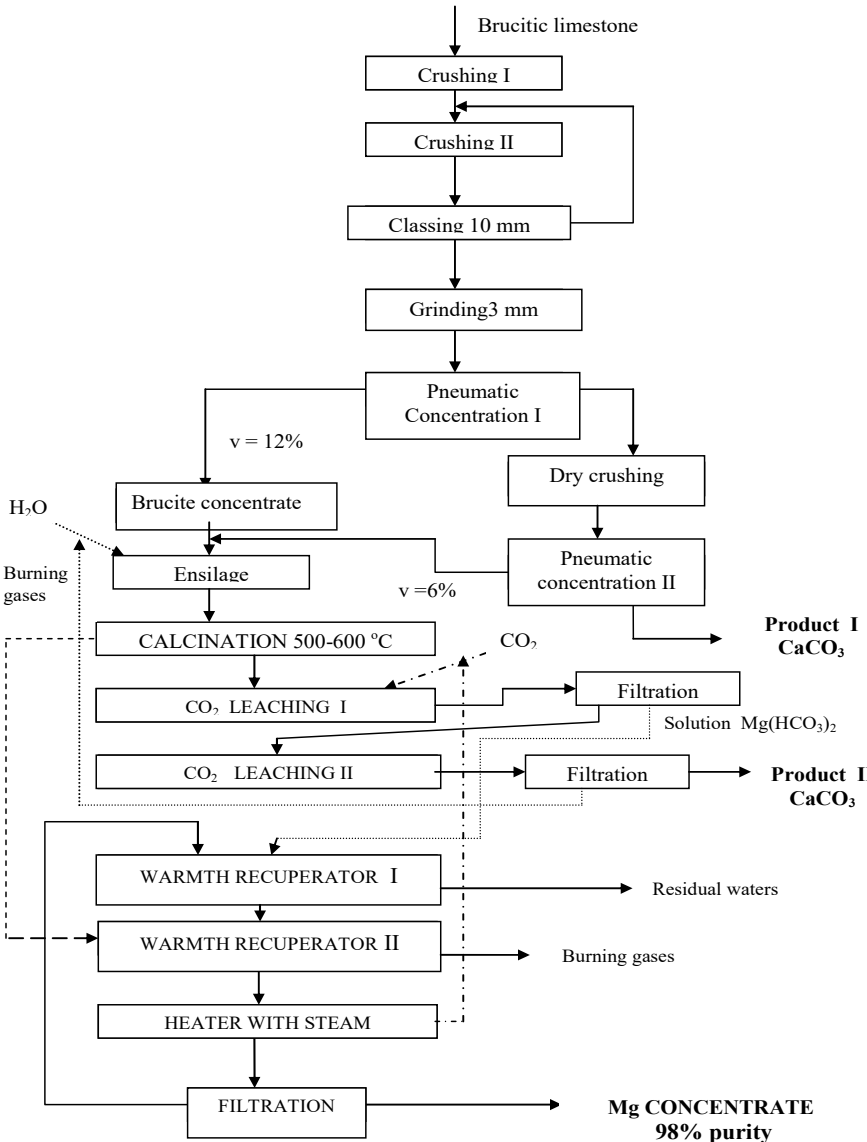 Brucitic limestone
Crushing I
Crushing II
Classing 10 mm
Grinding3 mm
Pneumatic
Concentration I
v = 12%
Dry crushing
Brucite concentrate
H₂O
Pneumatic
concentration II
Burning
gases
Ensilage
v =6%
Product I
CaCO₃
CALCINATION 500-600 °C
CO₂
CO₂ LEACHING I
Filtration
Solution Mg(HCO₃)₂
CO₂ LEACHING II
Filtration
Product II
CaCO₃
WARMTH RECUPERATOR I
Residual waters
WARMTH RECUPERATOR II
Burning gases
HEATER WITH STEAM
FILTRATION
Mg CONCENTRATE
98% purity